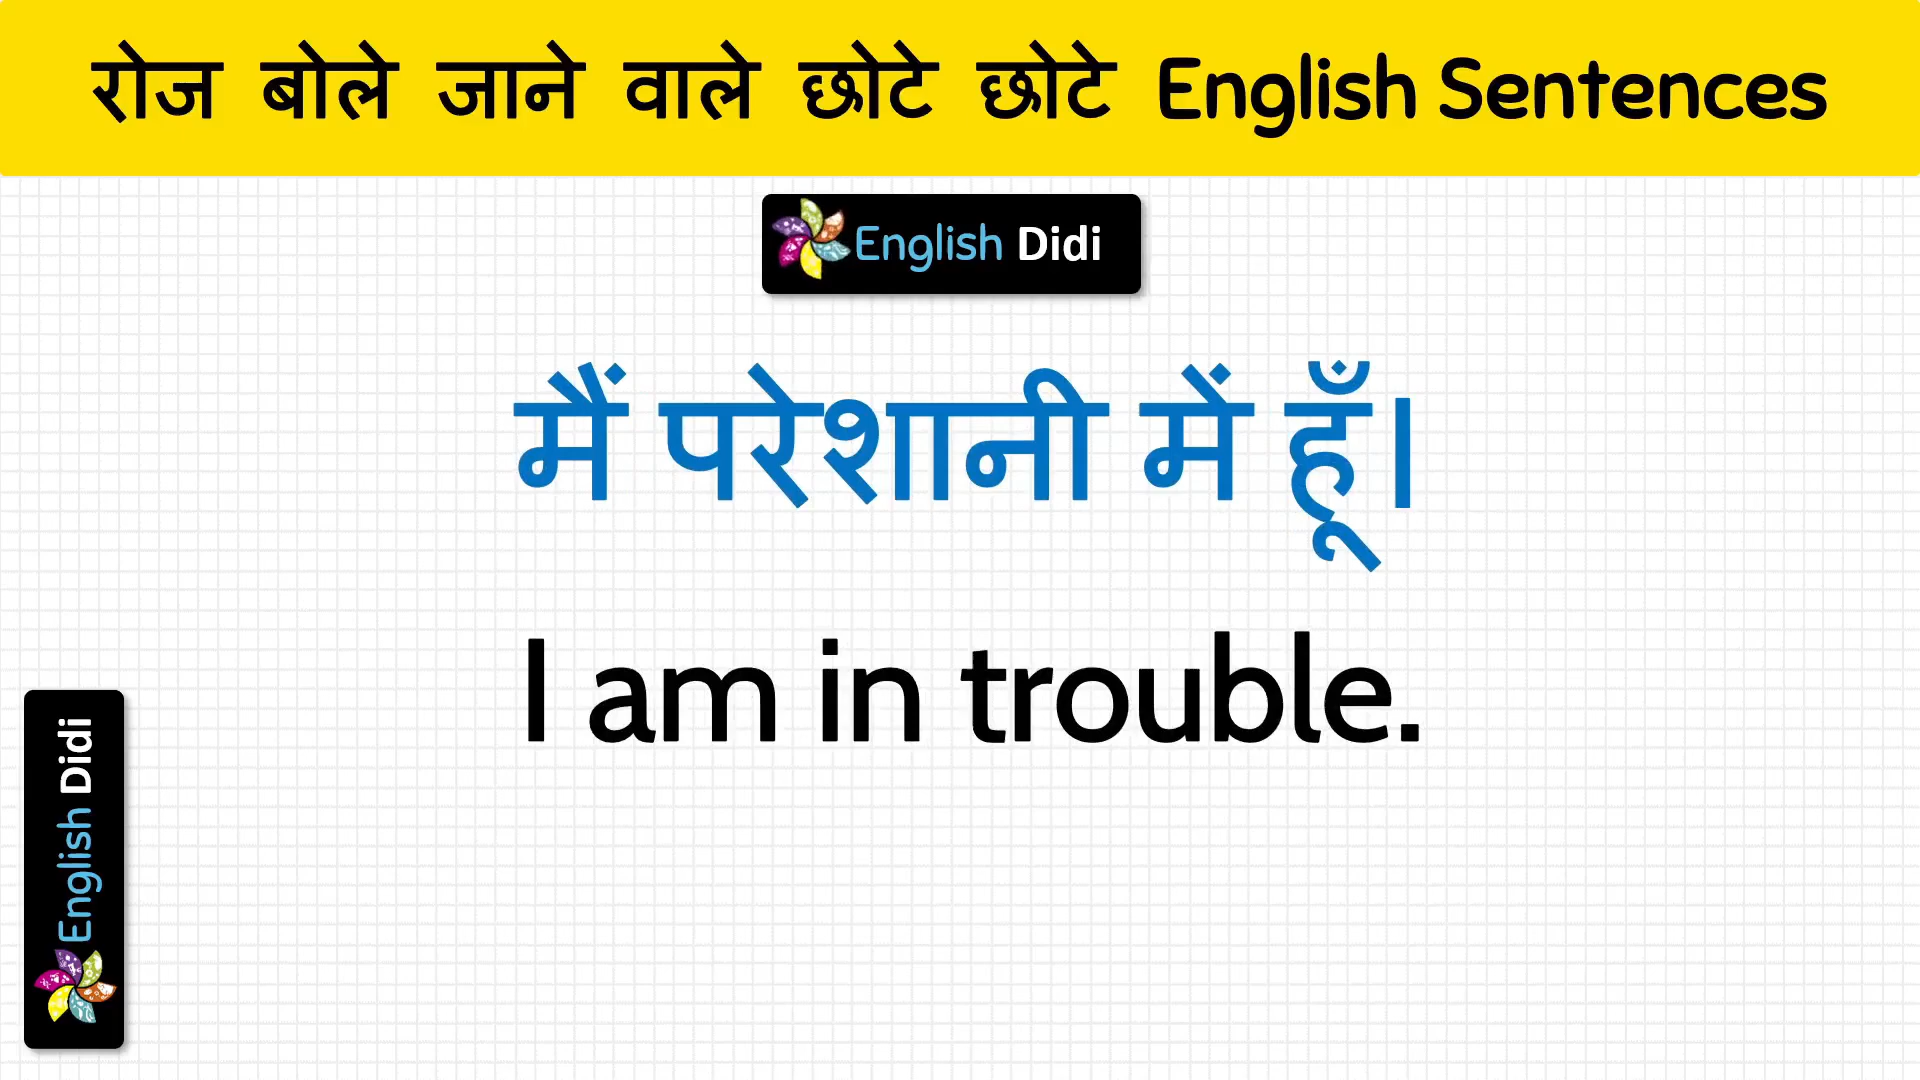 रोज बोले जाने वाले छोटे छोटे English Sentences
English Didi
मैं परेशानी में हूँ।
I am in trouble.
English Didi